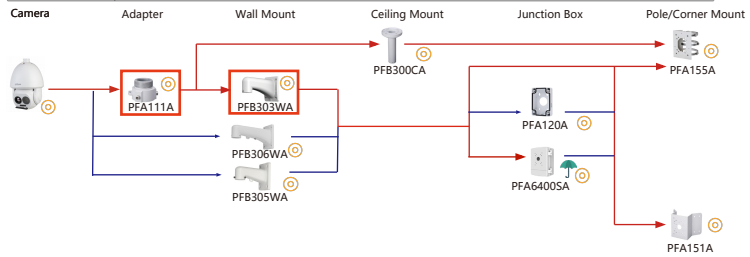 Camera Adapter Wall Mount Ceiling Mount Junction Box Pole/Corner Mount
PFB300CA
PFA155A
PFA111A
PFB303WA
PFA120A
PFB306WA
PFA6400SA
PFB305WA
PFA151A